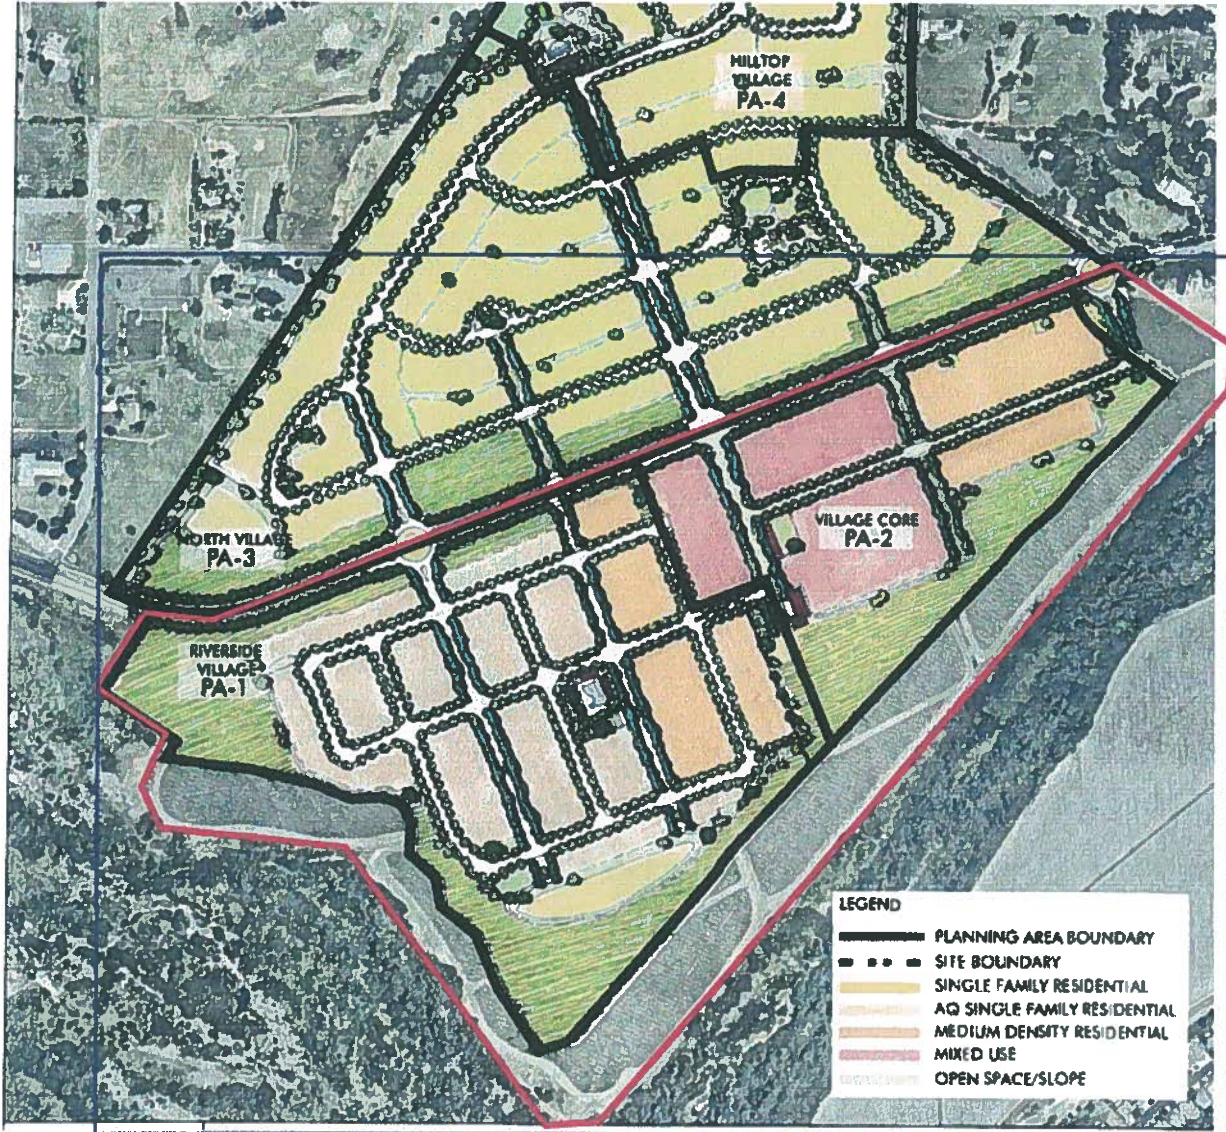 HILLTOP
VILLAGE
PA-4
NORTH VILLAGE
PA-3
VILLAGE CORE
PA-2
RIVERSIDE
VILLAGE
PA-1
LEGEND
PLANNING AREA BOUNDARY
SITE BOUNDARY
SINGLE FAMILY RESIDENTIAL
AQ SINGLE FAMILY RESIDENTIAL
MEDIUM DENSITY RESIDENTIAL
MIXED USE
OPEN SPACE/SLOPE